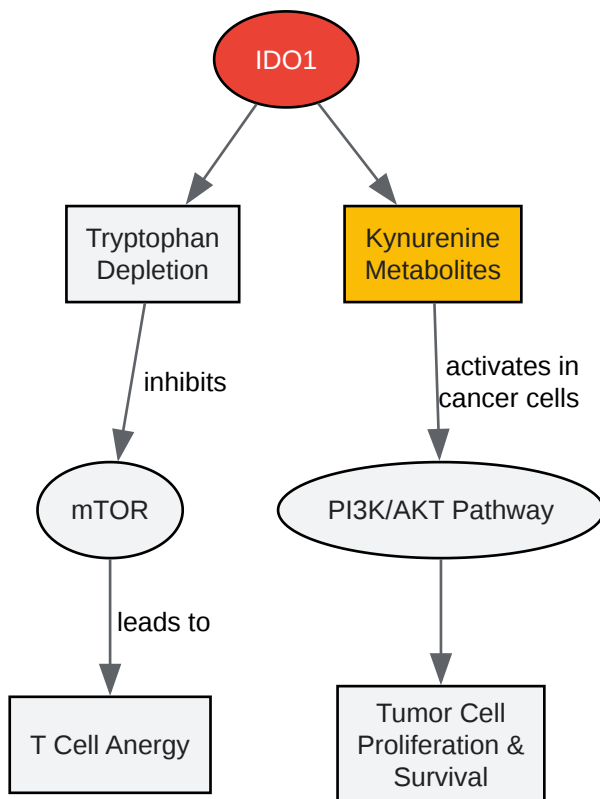 IDO1
Tryptophan
Depletion
Kynurenine
Metabolites
inhibits
activates in
cancer cells
mTOR
PI3K/AKT Pathway
leads to
T Cell Anergy
Tumor Cell
Proliferation &
Survival